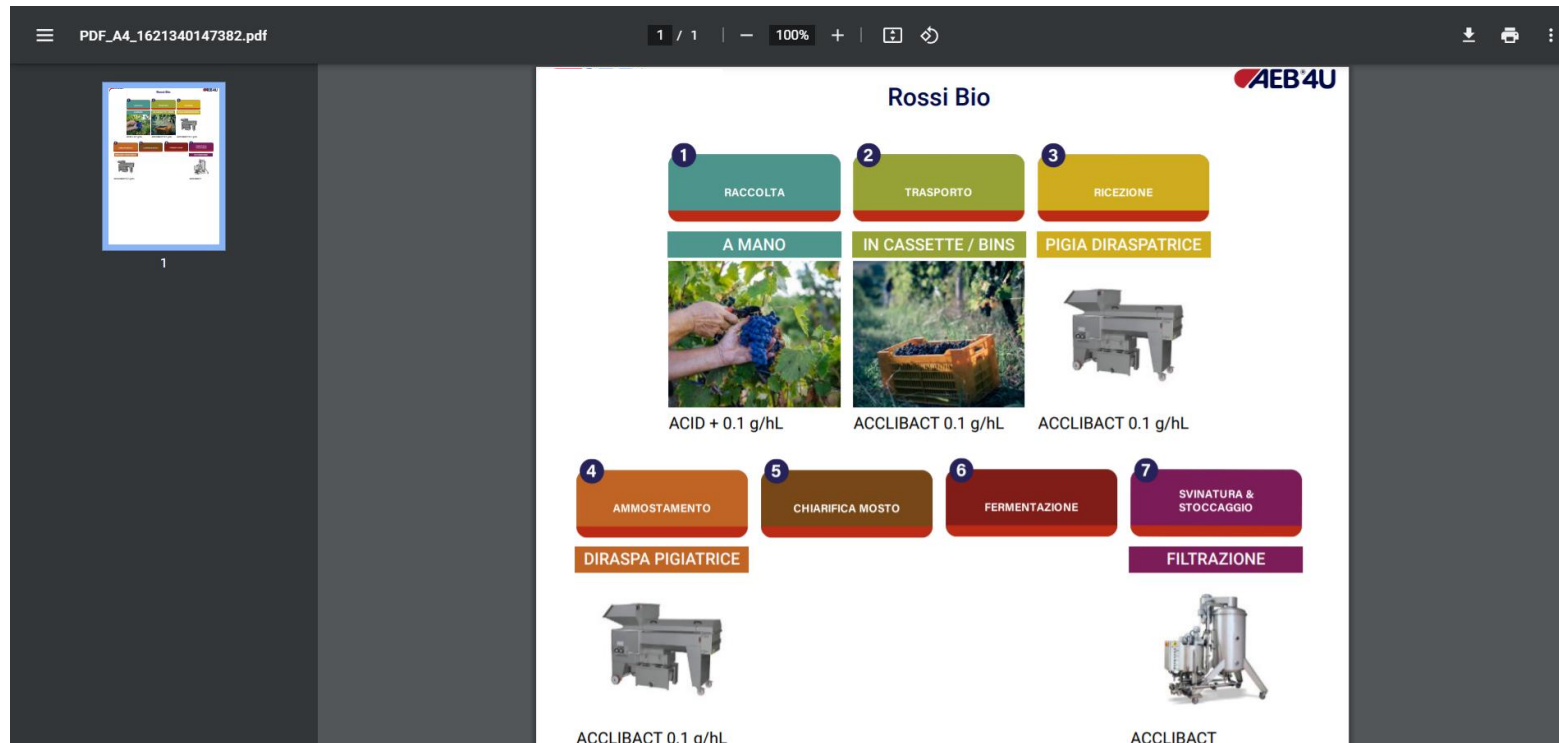 PDF_A4_1621340147382.pdf
1 / 1
100%
1
AEB4U
Rossi Bio
1
RACCOLTA
2
TRASPORTO
3
RICEZIONE
A MANO
IN CASSETTE / BINS
PIGIA DIRASPATRICE
ACID + 0.1 g/hL
ACCLIBACT 0.1 g/hL
ACCLIBACT 0.1 g/hL
4
AMMOSTAMENTO
5
CHIARIFICA MOSTO
6
FERMENTAZIONE
7
SVINATURA &
STOCCAGGIO
DIRASPA PIGIATRICE
FILTRAZIONE
ACCLIBACT 0.1 g/hL
ACCLIBACT